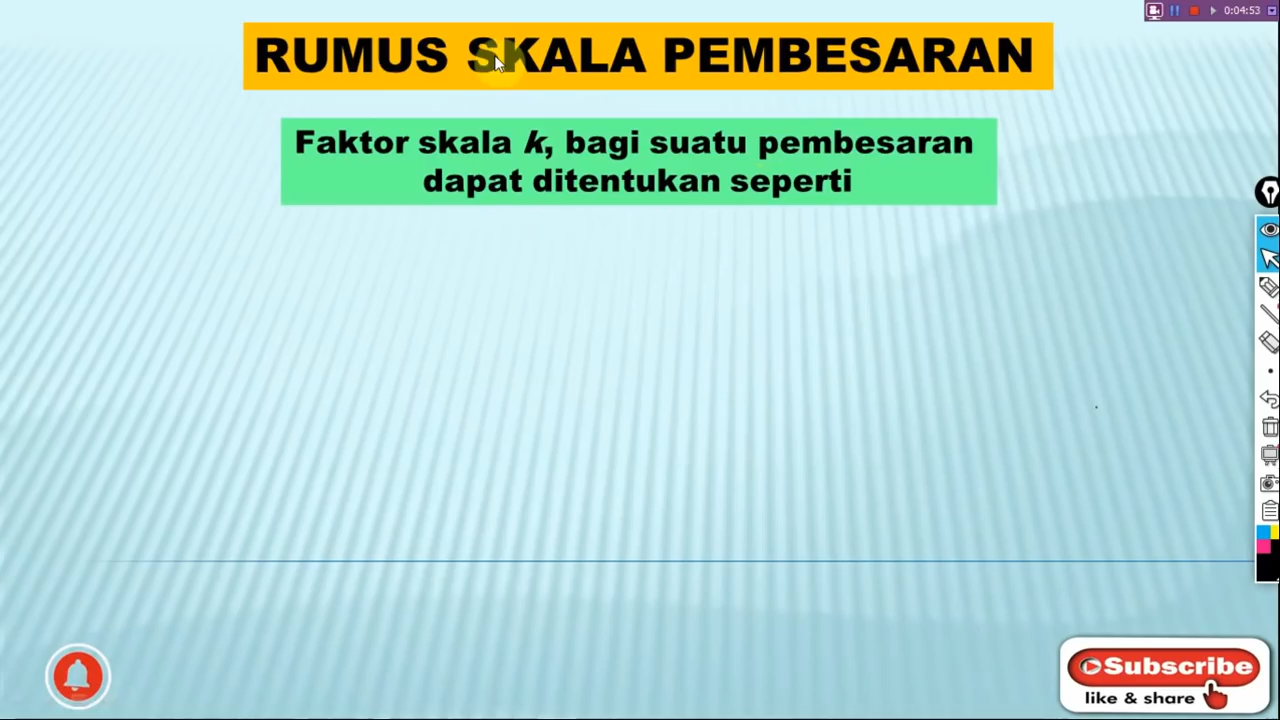 0:04:53
RUMUS SKALA PEMBESARAN
Faktor skala k, bagi suatu pembesaran
dapat ditentukan seperti
Subscribe
like & share